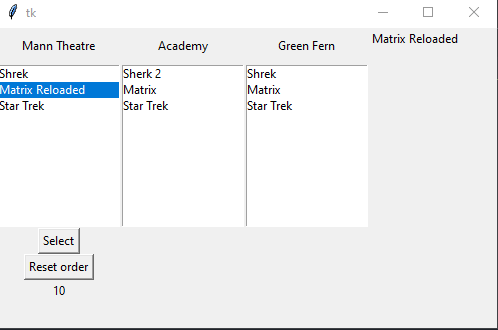 tk
Mann Theatre Academy Green Fern Matrix Reloaded
Shrek Sherk 2 Shrek
Matrix Reloaded Matrix Matrix
Star Trek Star Trek Star Trek
Select
Reset order
10